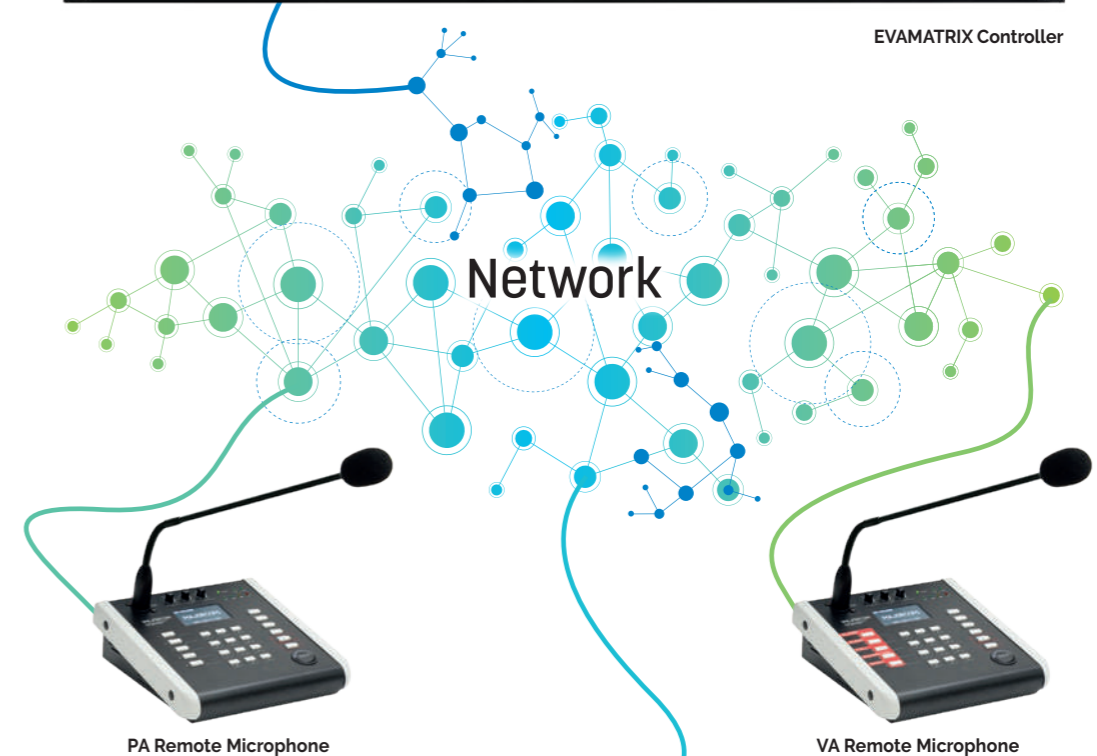 EVAMATRIX Controller
Network
PA Remote Microphone
VA Remote Microphone